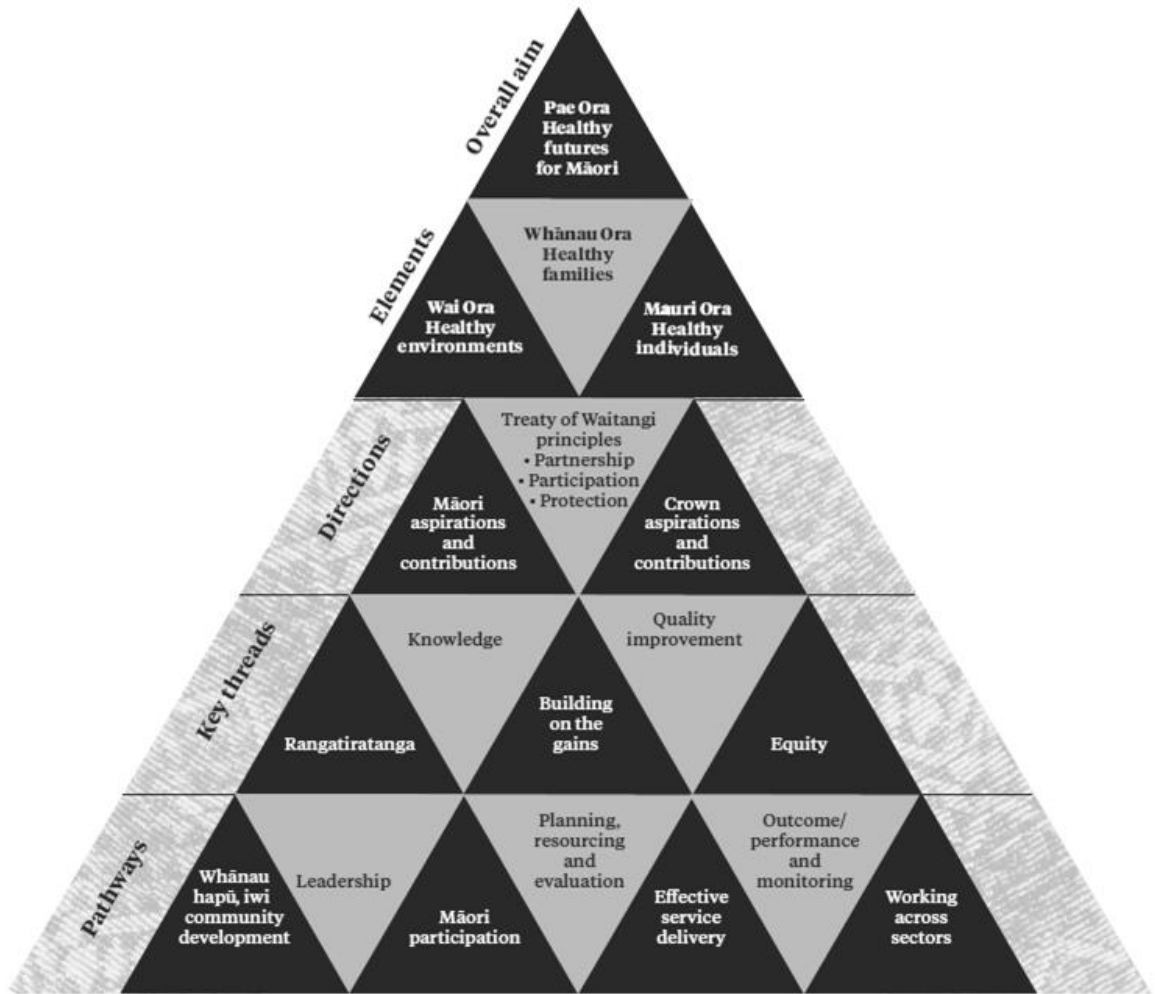 Overall aim
Pae Ora
Healthy
futures
for Māori
Elements
Whānau Ora
Healthy
families
Wai Ora
Healthy
environments
Mauri Ora
Healthy
individuals
Directions
Treaty of Waitangi
principles
• Partnership
• Participation
• Protection
Māori
aspirations
and
contributions
Crown
aspirations
and
contributions
Key threads
Knowledge
Quality
improvement
Rangatiratanga
Building
on the
gains
Equity
Pathways
Whānau
hapū, iwi
community
development
Leadership
Māori
participation
Planning,
resourcing
and
evaluation
Effective
service
delivery
Outcome/
performance
and
monitoring
Working
across
sectors